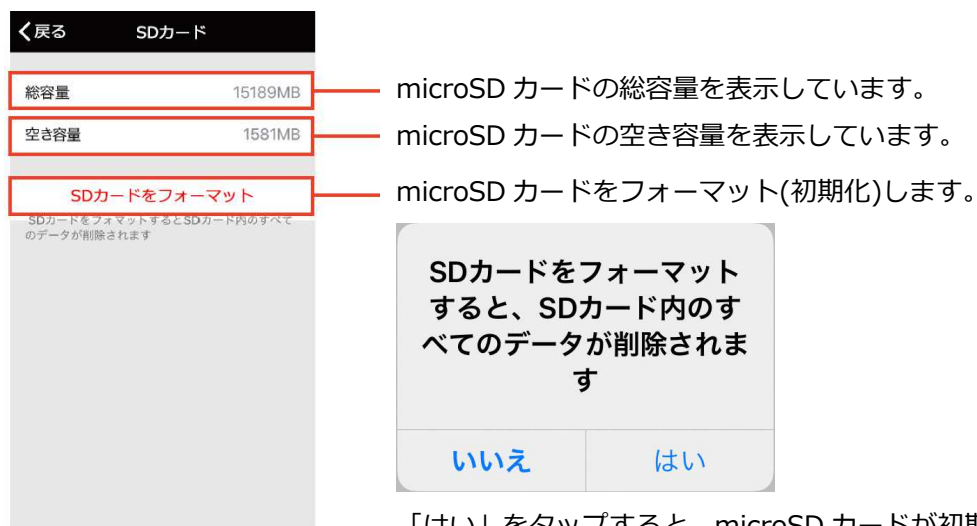 戻る SDカード
総容量 15189MB
microSD カードの総容量を表示しています。
空き容量 1581MB
microSD カードの空き容量を表示しています。
SDカードをフォーマット
microSD カードをフォーマット(初期化)します。
SDカードをフォーマットするとSDカード内のすべて
のデータが削除されます
SDカードをフォーマット
すると、SDカード内のす
べてのデータが削除されま
す
いいえ はい
「はい」をタップすると、microSD カードが初期